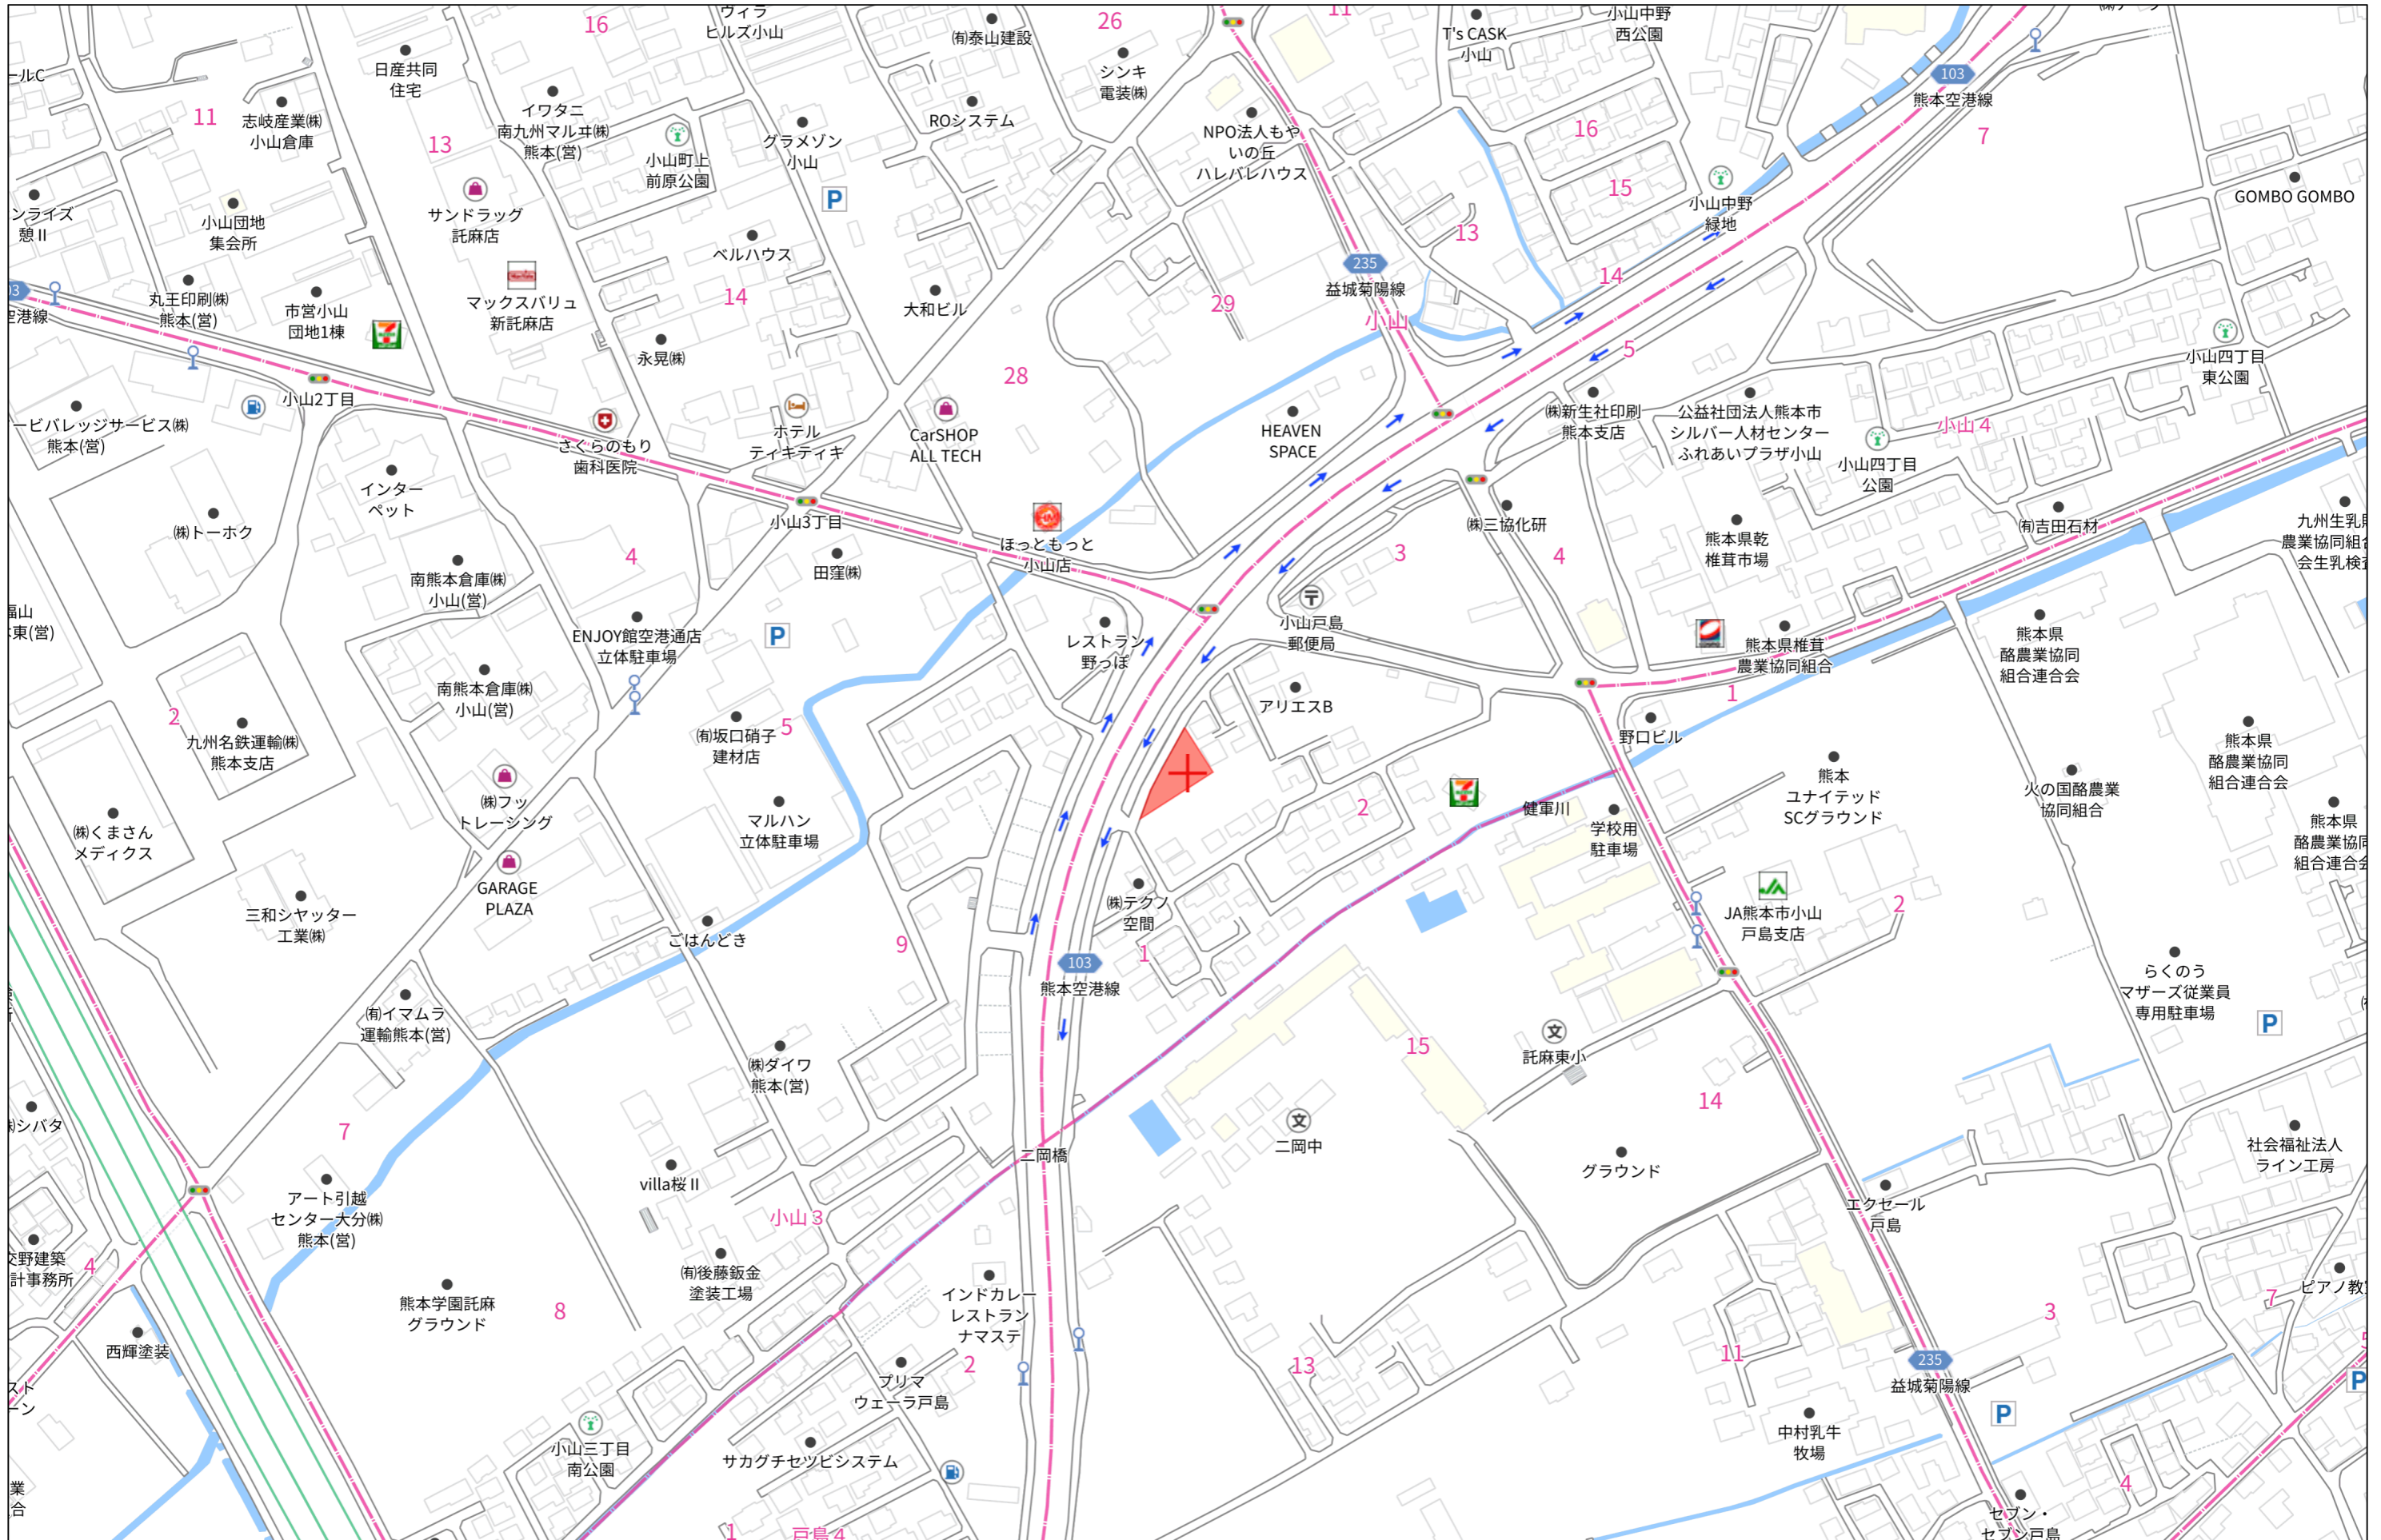 16
ヴィラ
ヒルズ小山
㈲泰山建設
26
シンキ
電装㈱
11
T's CASK
小山
小山中野
西公園
103
熊本空港線
7
日産共同
住宅
11
志岐産業㈱
小山倉庫
13
イワタニ
南九州マルヰ㈱
熊本(営)
小山町上
前原公園
グラメゾン
小山
P
ROシステム
NPO法人もや
いの丘
ハレバレハウス
16
15
小山中野
緑地
GOMBO GOMBO
小山団地
集会所
サンドラッグ
託麻店
ベルハウス
14
マックスバリュ
新託麻店
丸王印刷㈱
熊本(営)
市営小山
団地1棟
永晃㈱
大和ビル
29
235
益城菊陽線
小山
13
14
5
小山四丁目
東公園
28
小山2丁目
さくらのもり
歯科医院
ホテル
ティキティキ
CarSHOP
ALL TECH
HEAVEN
SPACE
㈱新生社印刷
熊本支店
公益社団法人熊本市
シルバー人材センター
ふれあいプラザ小山
小山4
小山四丁目
公園
熊本(営)
インター
ペット
㈱トーホク
小山3丁目
田窪㈱
ほっともっと
小山店
㈱三協化研
3
4
熊本県乾
椎茸市場
㈲吉田石材
南熊本倉庫㈱
小山(営)
4
ENJOY館空港通店
立体駐車場
P
レストラン
野っぽ
小山戸島
郵便局
熊本県椎茸
農業協同組合
熊本県
酪農業協同
組合連合会
1
南熊本倉庫㈱
小山(営)
2
九州名鉄運輸㈱
熊本支店
㈲坂口硝子
建材店
5
アリエスB
野口ビル
熊本
ユナイテッド
SCグラウンド
火の国酪農業
協同組合
熊本県
酪農業協同
組合連合会
㈱くまさん
メディクス
㈱フッ
トレーシング
マルハン
立体駐車場
2
健軍川
学校用
駐車場
GARAGE
PLAZA
三和シヤッター
工業㈱
ごはんどき
9
㈱テクノ
空間
1
103
熊本空港線
JA熊本市小山
戸島支店
2
らくのう
マザーズ従業員
専用駐車場
P
㈲イマムラ
運輸熊本(営)
㈱ダイワ
熊本(営)
15
託麻東小
14
7
二岡橋
二岡中
グラウンド
社会福祉法人
ライン工房
アート引越
センター大分㈱
熊本(営)
villa桜Ⅱ
小山3
エクセール
戸島
4
㈲後藤鈑金
塗装工場
インドカレー
レストラン
ナマステ
熊本学園託麻
グラウンド
8
西輝塗装
2
プリマ
ウェーラ戸島
13
11
3
7
235
益城菊陽線
P
P
中村乳牛
牧場
小山三丁目
南公園
サカグチセツビシステム
4
セブン・
セブン戸島
1
戸島4